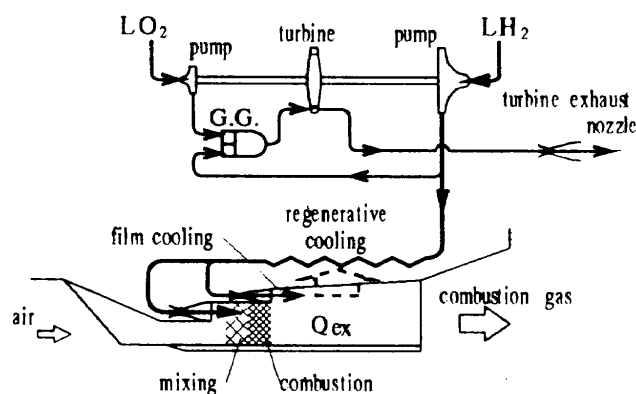 LO₂
LH₂
pump
turbine
pump
G.G.
turbine exhaust
nozzle
regenerative
cooling
film cooling
air
Qex
combustion gas
mixing
combustion